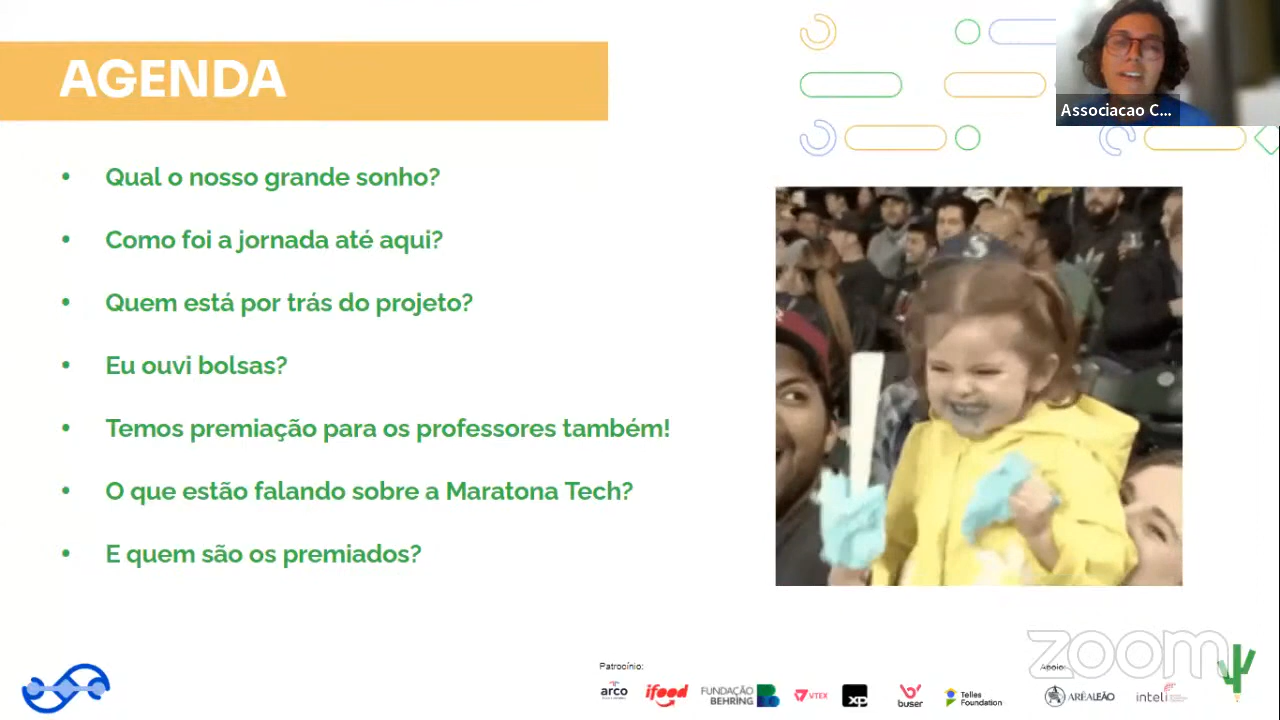 AGENDA
Associacao C...
• Qual o nosso grande sonho?
• Como foi a jornada até aqui?
• Quem está por trás do projeto?
• Eu ouvi bolsas?
• Temos premiação para os professores também!
• O que estão falando sobre a Maratona Tech?
• E quem são os premiados?
S
zoom
Patrocínio:
Apoio:
arco
ifood
FUNDAÇÃO
BEHRING
VTEX
XP
buser
Telles
Foundation
AREALEÃO
inteli